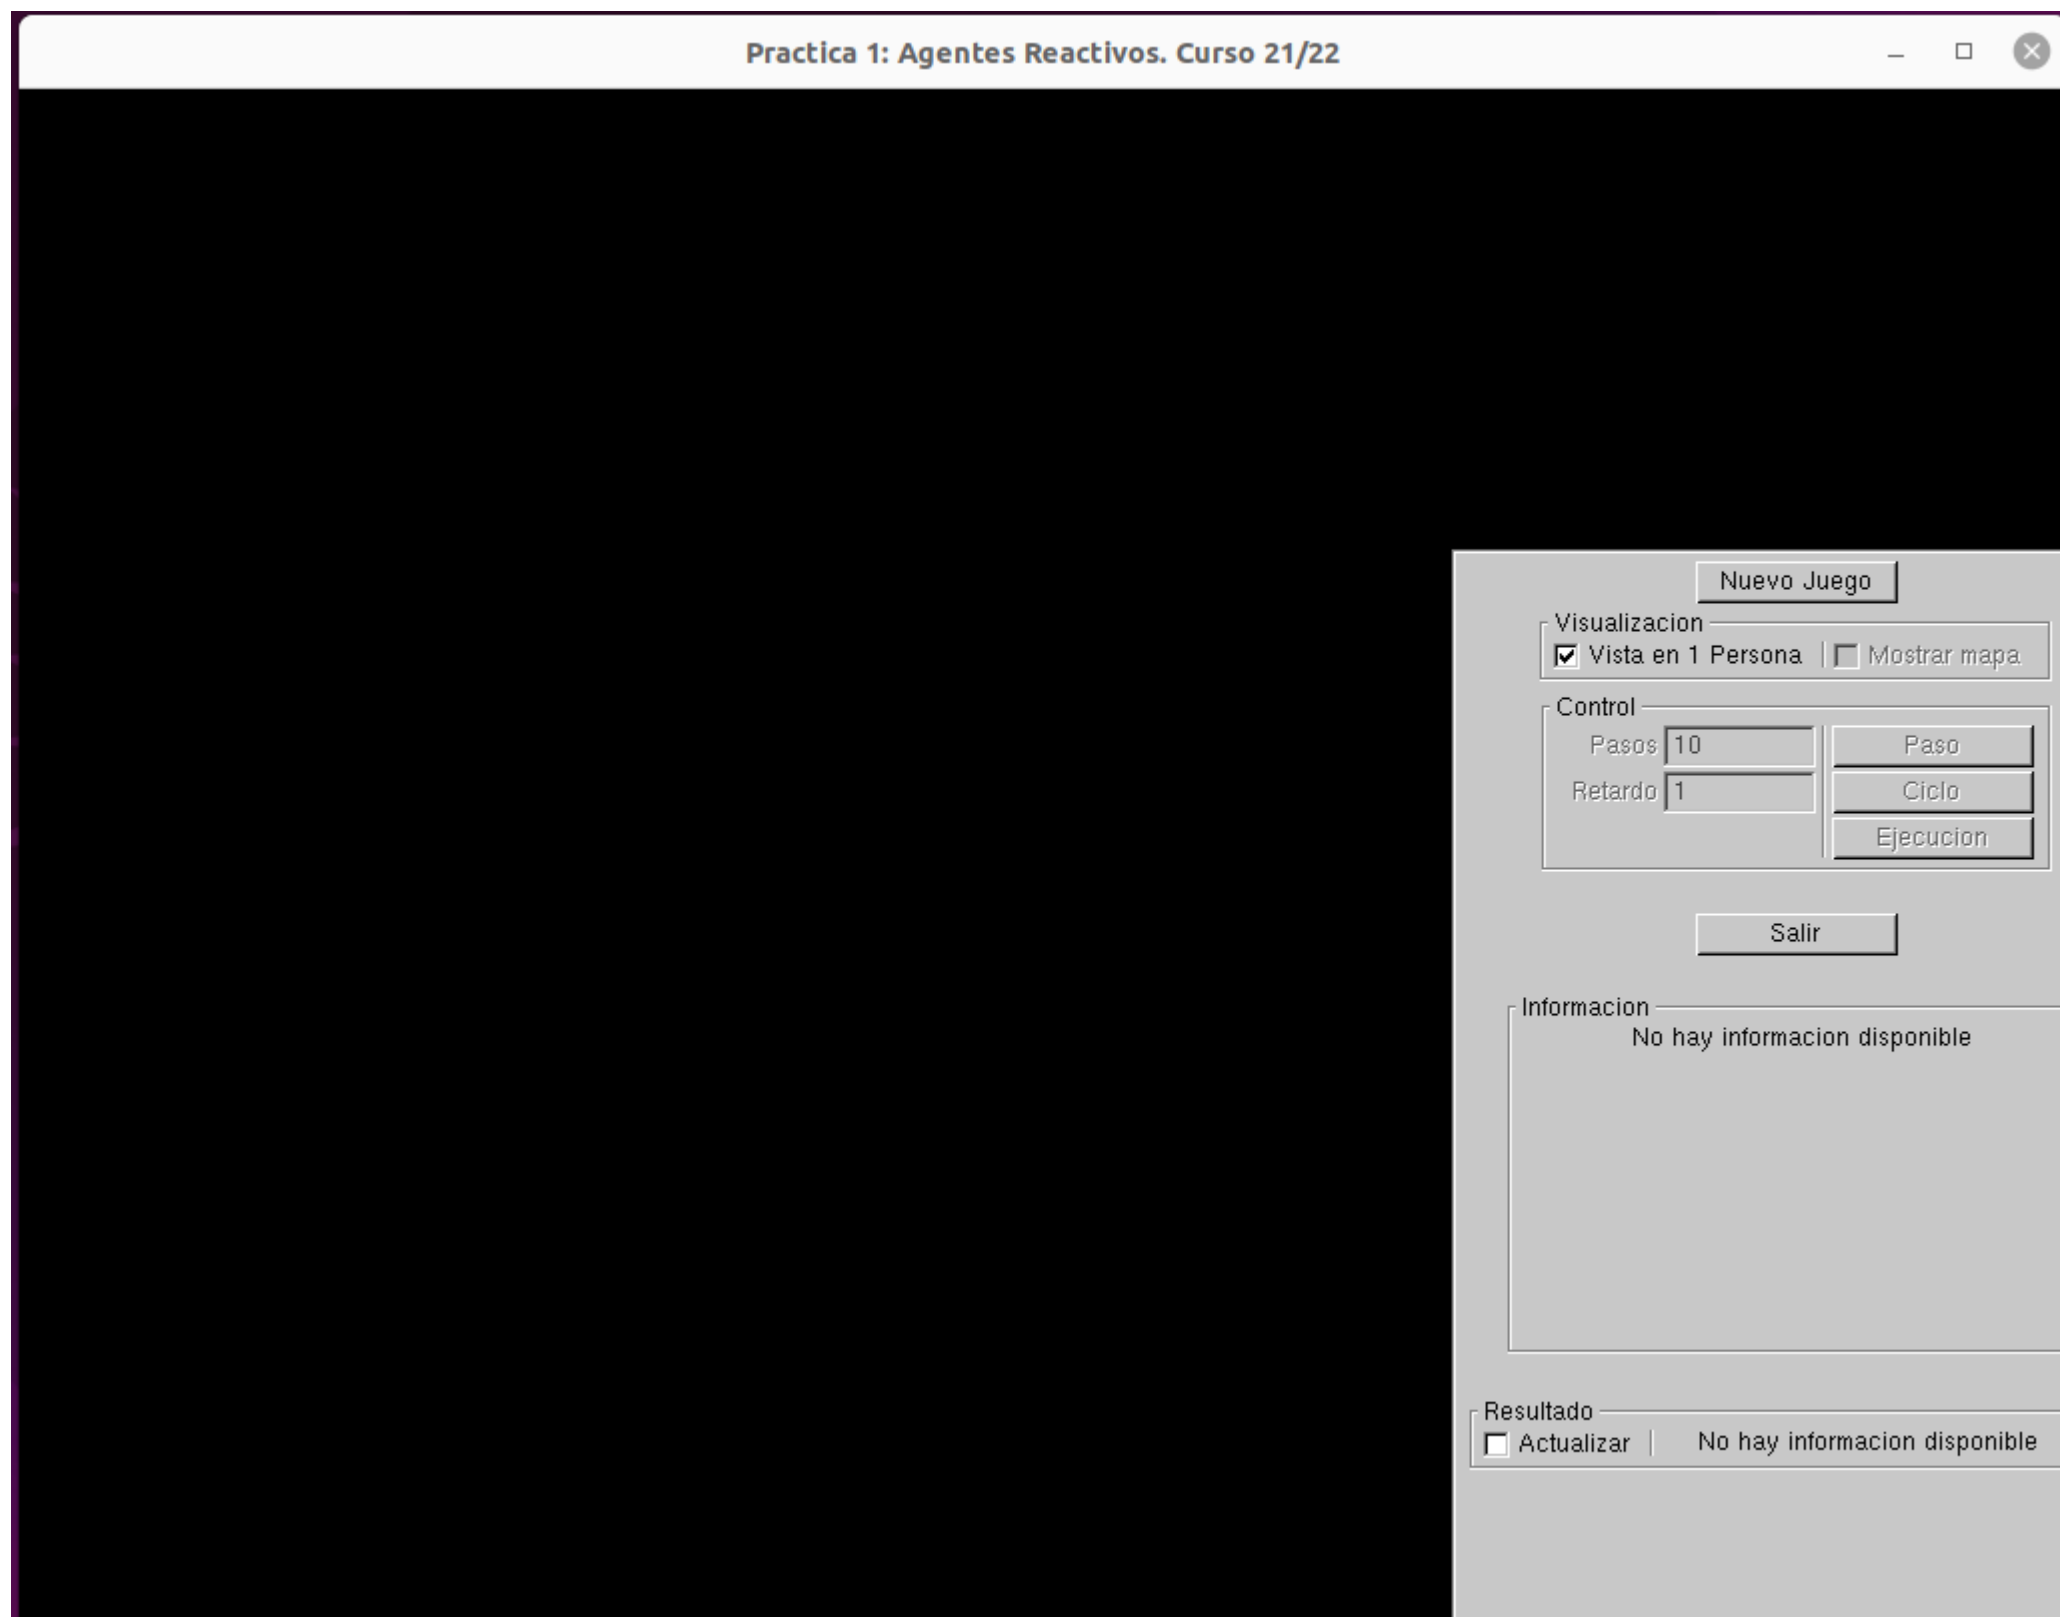 Practica 1: Agentes Reactivos. Curso 21/22
Nuevo Juego
Visualizacion
Vista en 1 Persona Mostrar mapa
Control
Pasos 10 Paso
Retardo 1 Ciclo
Ejecucion
Salir
Informacion
No hay informacion disponible
Resultado
Actualizar No hay informacion disponible